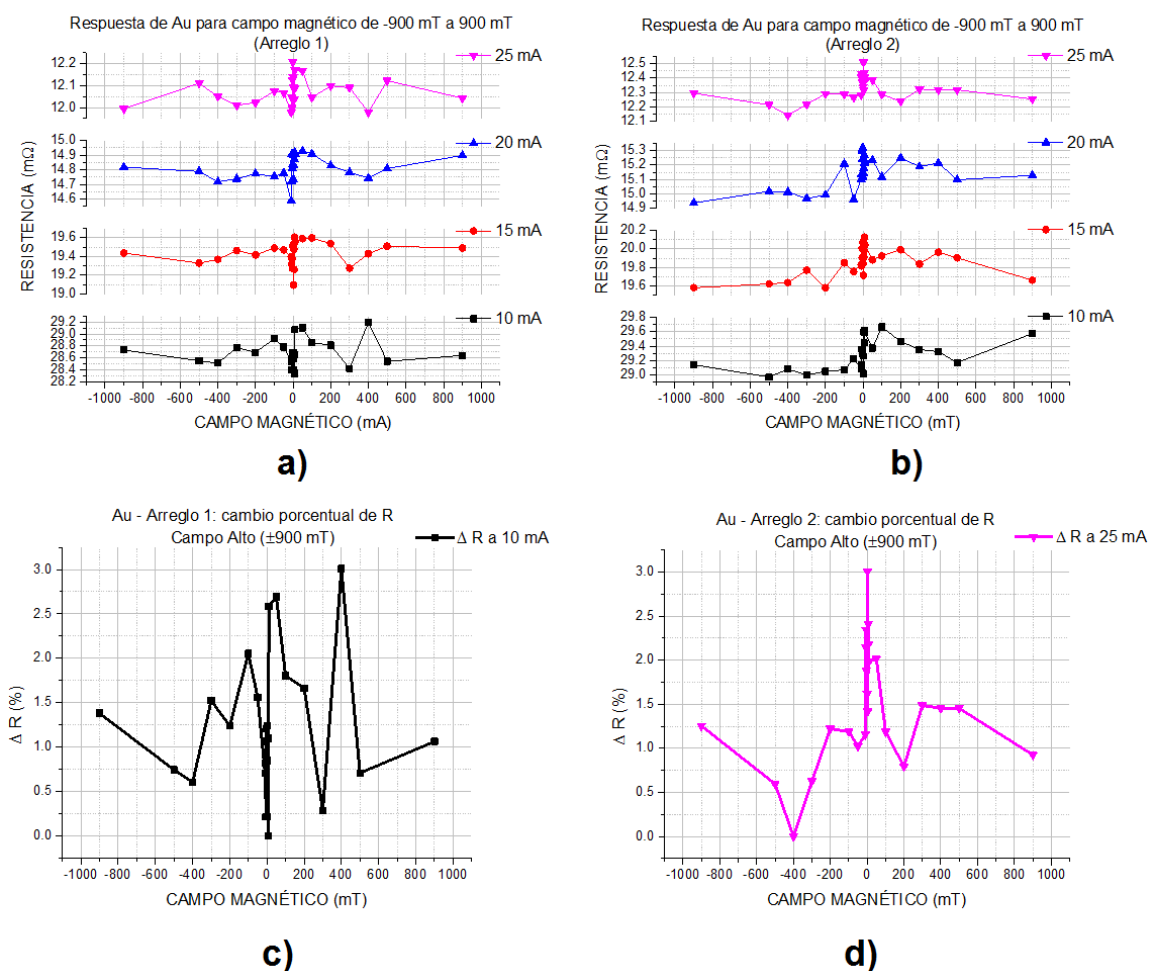 Respuesta de Au para campo magnético de -900 mT a 900 mT
(Arreglo 1)
25 mA
12.2
12.1
12.0
20 mA
15.0
14.9
14.8
14.7
14.6
15 mA
19.6
19.4
19.2
19.0
10 mA
29.2
29.0
28.8
28.6
28.4
28.2
RESISTENCIA (mΩ)
-1000 -800 -600 -400 -200 0 200 400 600 800 1000
CAMPO MAGNÉTICO (mA)
a)
Respuesta de Au para campo magnético de -900 mT a 900 mT
(Arreglo 2)
25 mA
12.5
12.4
12.3
12.2
12.1
20 mA
15.3
15.2
15.1
15.0
14.9
15 mA
20.0
19.8
19.6
10 mA
29.8
29.6
29.4
29.2
29.0
RESISTENCIA (mΩ)
-1000 -800 -600 -400 -200 0 200 400 600 800 1000
CAMPO MAGNÉTICO (mT)
b)
Au - Arreglo 1: cambio porcentual de R
Campo Alto (±900 mT)
Δ R a 10 mA
3.0
2.5
2.0
1.5
1.0
0.5
0.0
Δ R (%)
-1000 -800 -600 -400 -200 0 200 400 600 800 1000
CAMPO MAGNÉTICO (mT)
c)
Au - Arreglo 2: cambio porcentual de R
Campo Alto (±900 mT)
Δ R a 25 mA
3.0
2.5
2.0
1.5
1.0
0.5
0.0
Δ R (%)
-1000 -800 -600 -400 -200 0 200 400 600 800 1000
CAMPO MAGNÉTICO (mT)
d)